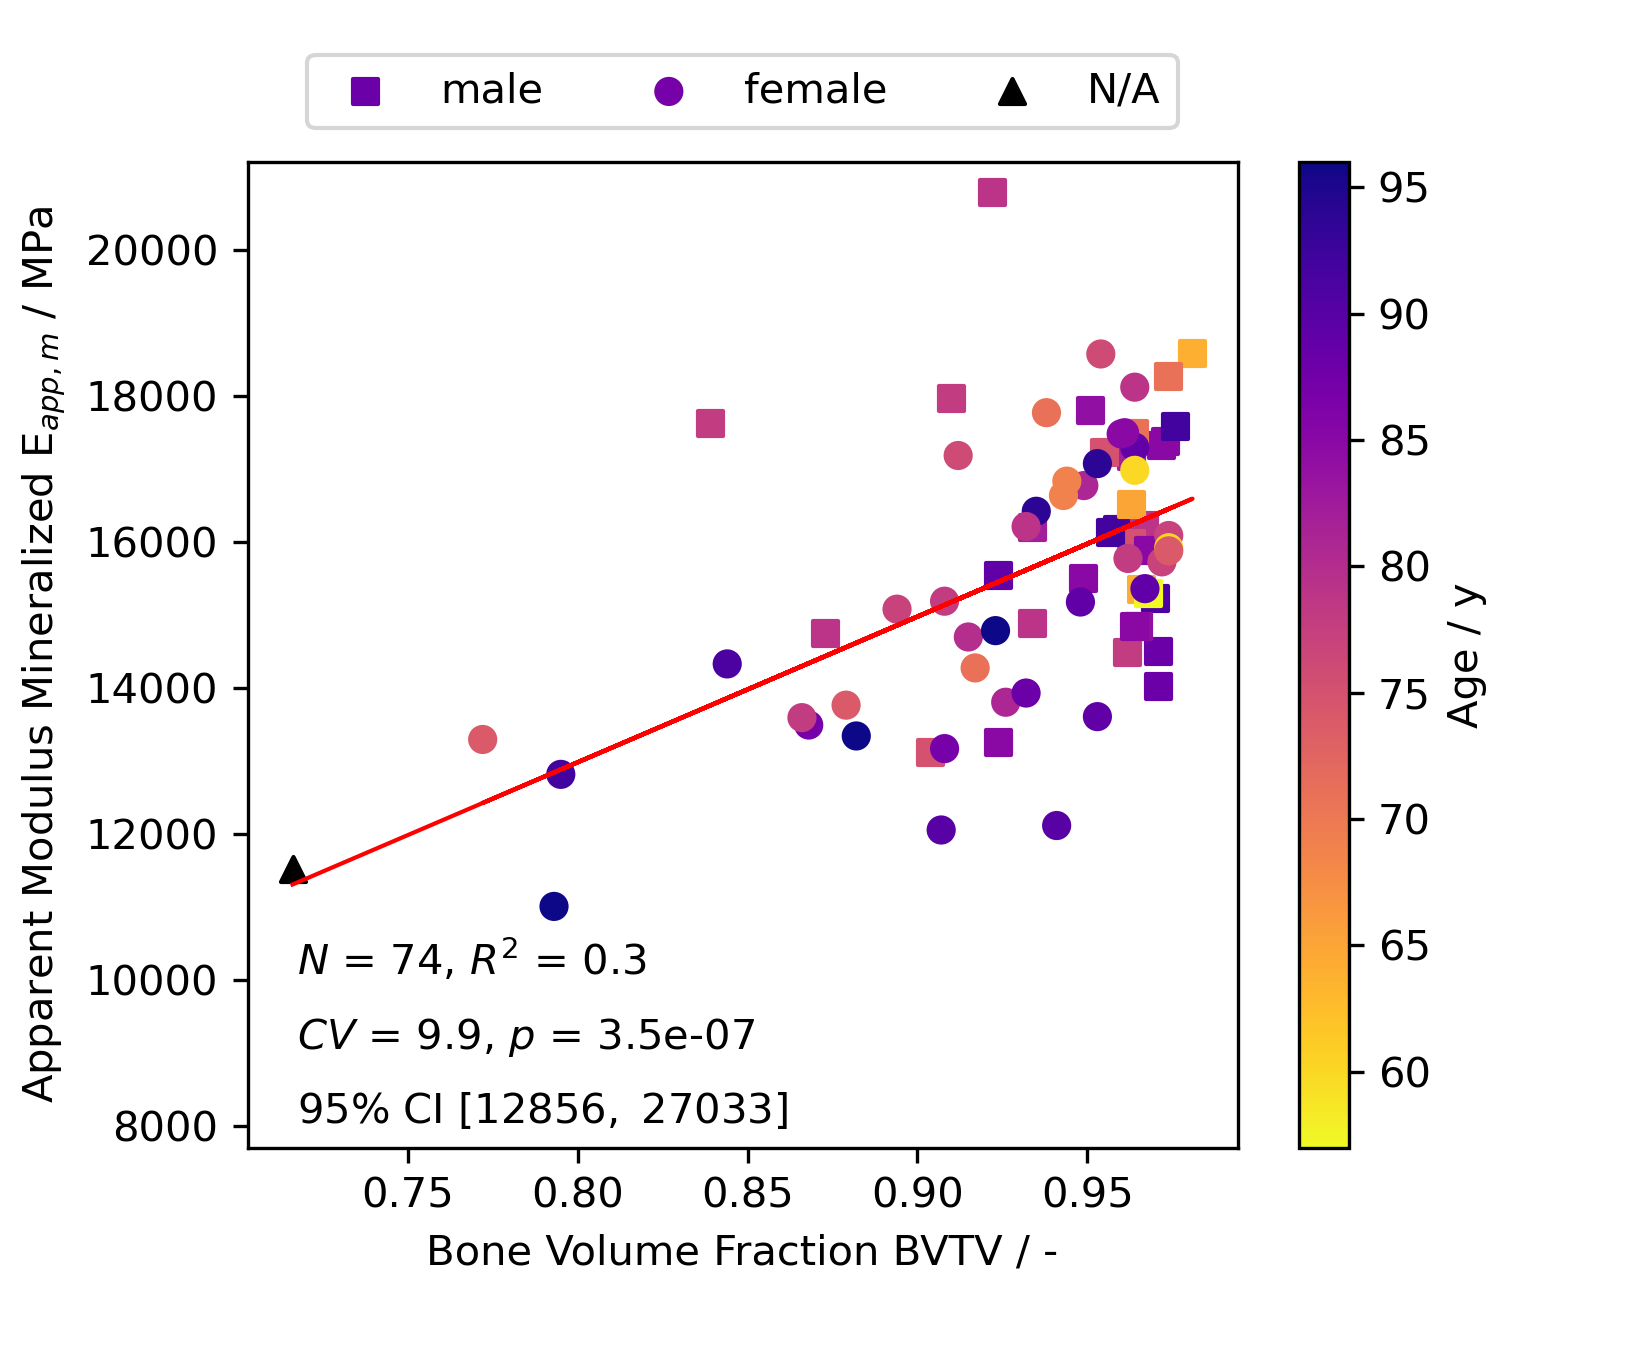 male female N/A
Apparent Modulus Mineralized E_{app, m} / MPa
20000
18000
16000
14000
12000
10000
8000
N = 74, R² = 0.3
CV = 9.9, p = 3.5e-07
95% CI [12856, 27033]
0.75 0.80 0.85 0.90 0.95
Bone Volume Fraction BVTV / -
95
90
85
80
75
70
65
60
Age / y